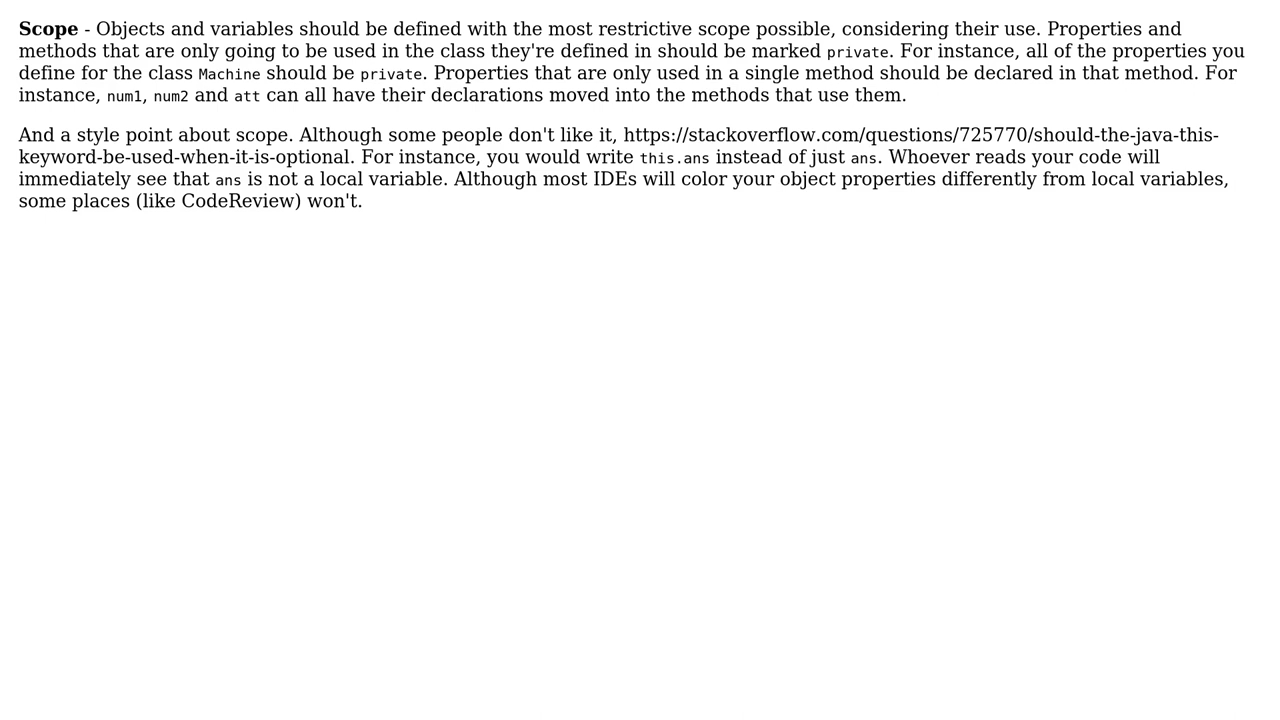 Scope - Objects and variables should be defined with the most restrictive scope possible, considering their use. Properties and
methods that are only going to be used in the class they're defined in should be marked private. For instance, all of the properties you
define for the class Machine should be private. Properties that are only used in a single method should be declared in that method. For
instance, num1, num2 and att can all have their declarations moved into the methods that use them.
And a style point about scope. Although some people don't like it, https://stackoverflow.com/questions/725770/should-the-java-this-
keyword-be-used-when-it-is-optional. For instance, you would write this.ans instead of just ans. Whoever reads your code will
immediately see that ans is not a local variable. Although most IDEs will color your object properties differently from local variables,
some places (like CodeReview) won't.